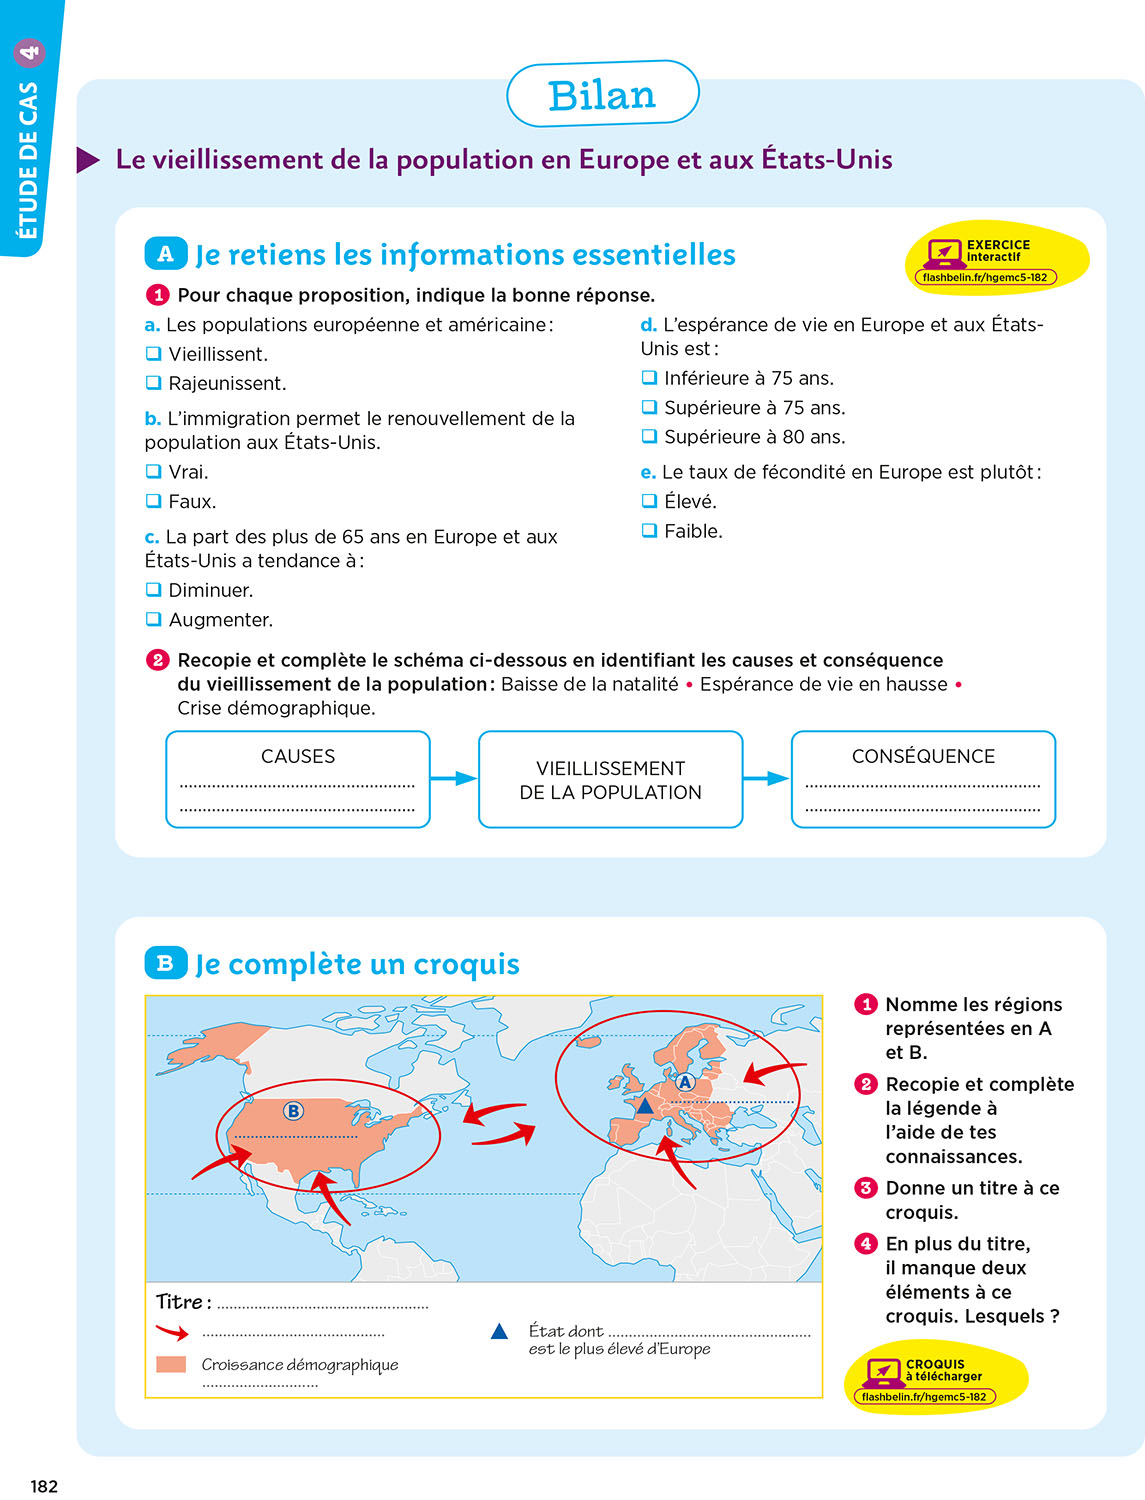 ÉTUDE DE CAS 4
Bilan
Le vieillissement de la population en Europe et aux États-Unis
A Je retiens les informations essentielles
EXERCICE
interactif
flashbelin.fr/hgemc5-182
1 Pour chaque proposition, indique la bonne réponse.
a. Les populations européenne et américaine :
❑ Vieillissent.
❑ Rajeunissent.
b. L'immigration permet le renouvellement de la
population aux États-Unis.
❑ Vrai.
❑ Faux.
c. La part des plus de 65 ans en Europe et aux
États-Unis a tendance à :
❑ Diminuer.
❑ Augmenter.
d. L'espérance de vie en Europe et aux États-
Unis est :
❑ Inférieure à 75 ans.
❑ Supérieure à 75 ans.
❑ Supérieure à 80 ans.
e. Le taux de fécondité en Europe est plutôt :
❑ Élevé.
❑ Faible.
2 Recopie et complète le schéma ci-dessous en identifiant les causes et conséquence
du vieillissement de la population : Baisse de la natalité • Espérance de vie en hausse •
Crise démographique.
CAUSES
................................................
................................................
VIEILLISSEMENT
DE LA POPULATION
CONSÉQUENCE
................................................
................................................
B Je complète un croquis
A
B
Titre : ................................................
................................................
Croissance démographique
..............................
État dont ................................................
est le plus élevé d'Europe
1 Nomme les régions
représentées en A
et B.
2 Recopie et complète
la légende à
l'aide de tes
connaissances.
3 Donne un titre à ce
croquis.
4 En plus du titre,
il manque deux
éléments à ce
croquis. Lesquels ?
CROQUIS
à télécharger
flashbelin.fr/hgemc5-182
182